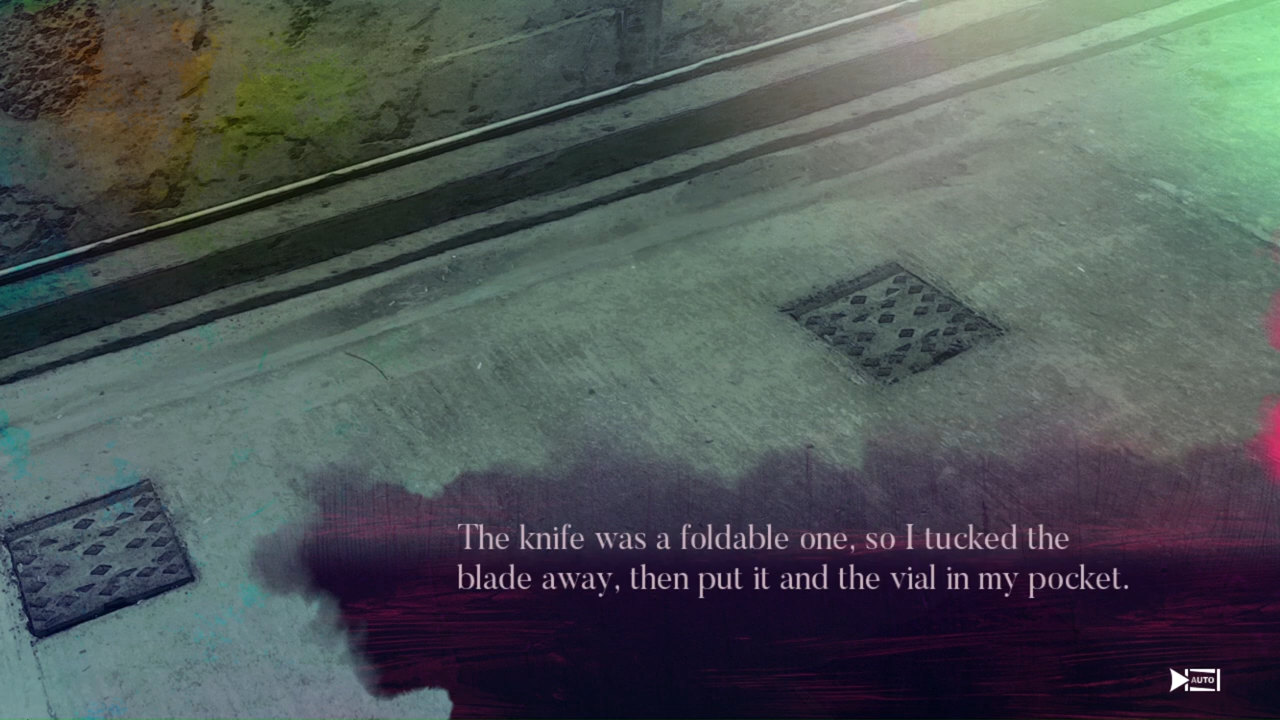 The knife was a foldable one, so I tucked the
blade away, then put it and the vial in my pocket.
AUTO